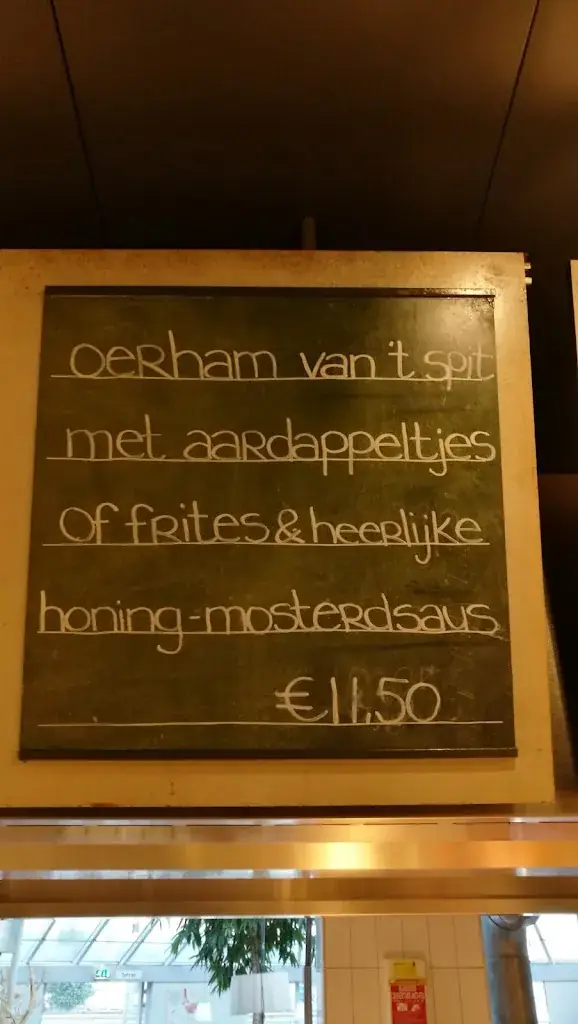 oerham van 't spit
met aardappeltjes
of frites & heerlijke
honing-mosterdsaus
€11,50